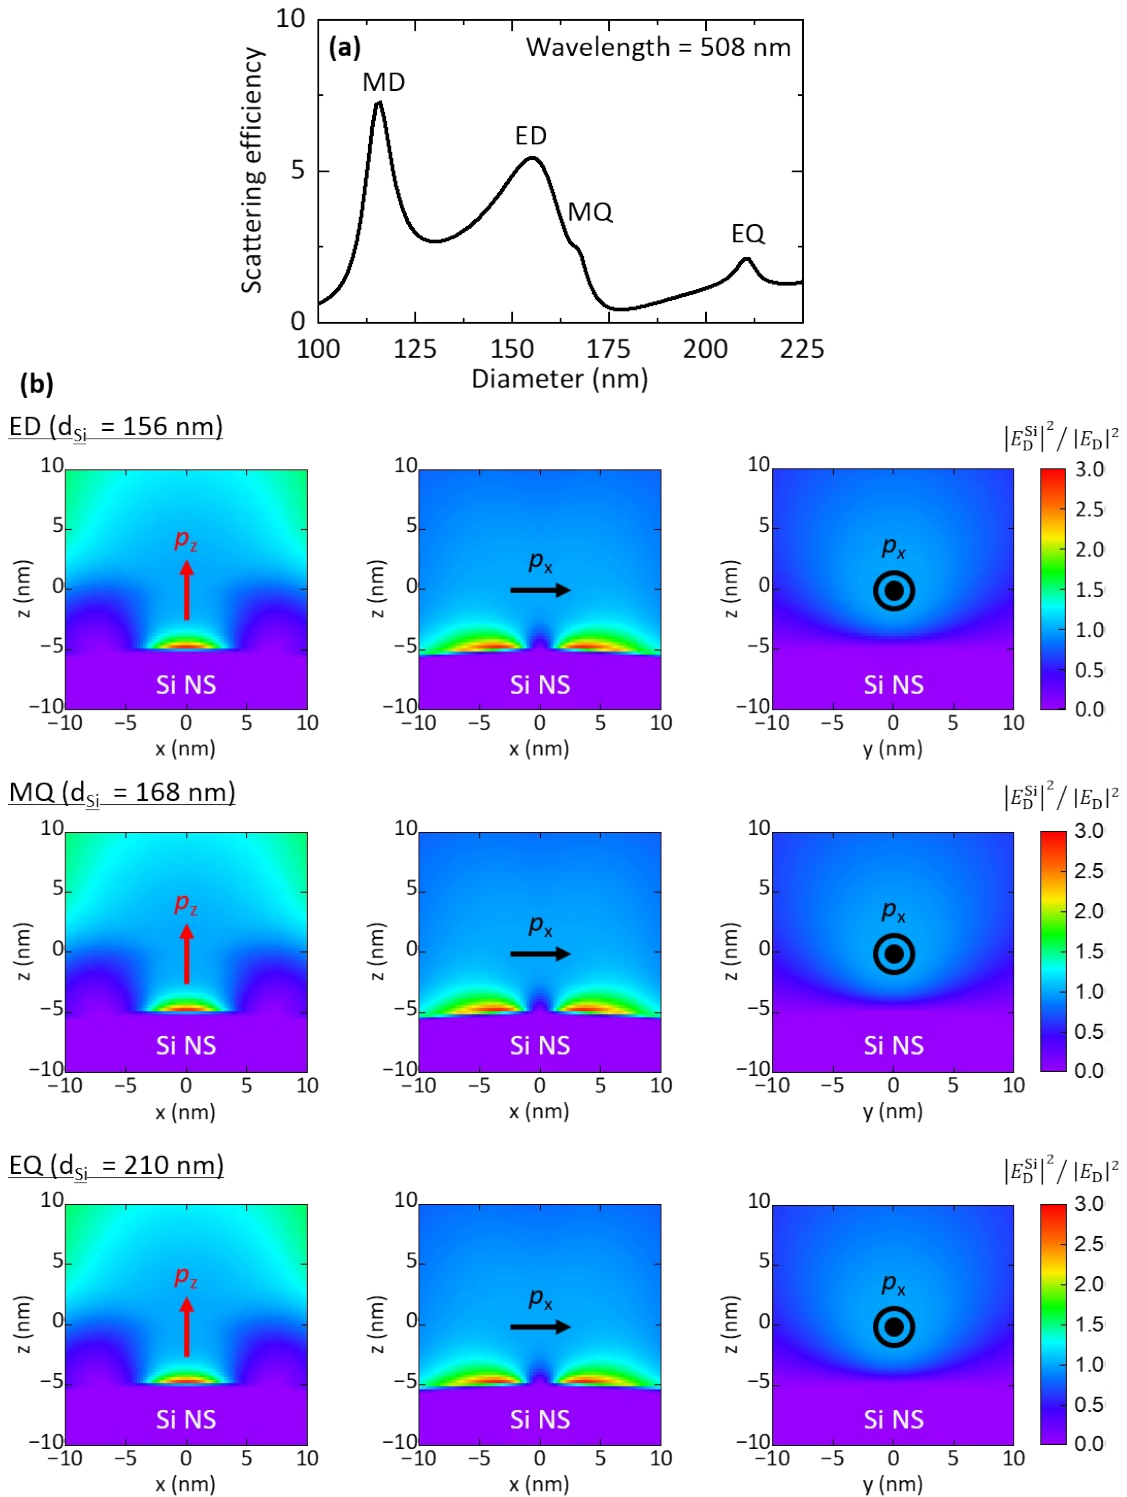 (a)
Wavelength = 508 nm
MD
ED
MQ
EQ
Scattering efficiency
10
5
0
100 125 150 175 200 225
Diameter (nm)
(b)
ED (dSi = 156 nm)
|E_D^Si|²/|E_D|²
10
5
0
−5
−10
z (nm)
pz
Si NS
−10 −5 0 5 10
x (nm)
10
5
0
−5
−10
z (nm)
px
Si NS
−10 −5 0 5 10
x (nm)
10
5
0
−5
−10
z (nm)
px
Si NS
−10 −5 0 5 10
y (nm)
3.0
2.5
2.0
1.5
1.0
0.5
0.0
MQ (dSi = 168 nm)
|E_D^Si|²/|E_D|²
10
5
0
−5
−10
z (nm)
pz
Si NS
−10 −5 0 5 10
x (nm)
10
5
0
−5
−10
z (nm)
px
Si NS
−10 −5 0 5 10
x (nm)
10
5
0
−5
−10
z (nm)
px
Si NS
−10 −5 0 5 10
y (nm)
3.0
2.5
2.0
1.5
1.0
0.5
0.0
EQ (dSi = 210 nm)
|E_D^Si|²/|E_D|²
10
5
0
−5
−10
z (nm)
pz
Si NS
−10 −5 0 5 10
x (nm)
10
5
0
−5
−10
z (nm)
px
Si NS
−10 −5 0 5 10
x (nm)
10
5
0
−5
−10
z (nm)
px
Si NS
−10 −5 0 5 10
y (nm)
3.0
2.5
2.0
1.5
1.0
0.5
0.0